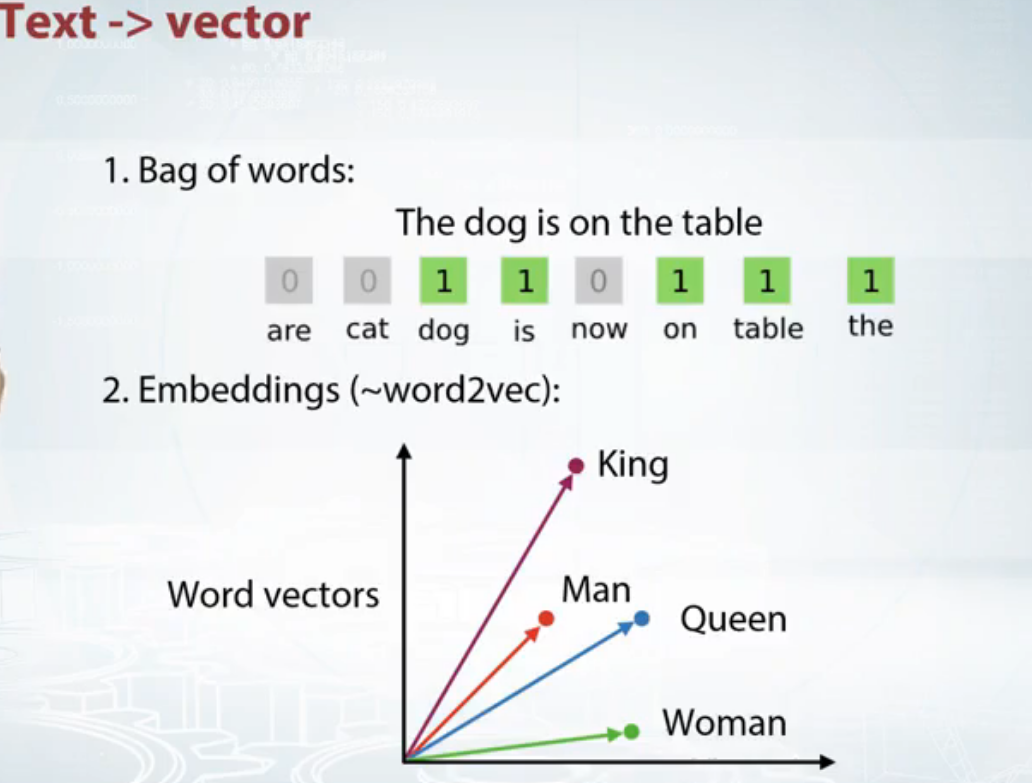 Text -> vector
1. Bag of words:
The dog is on the table
0 0 1 1 0 1 1 1
are cat dog is now on table the
2. Embeddings (~word2vec):
King
Word vectors
Man
Queen
Woman